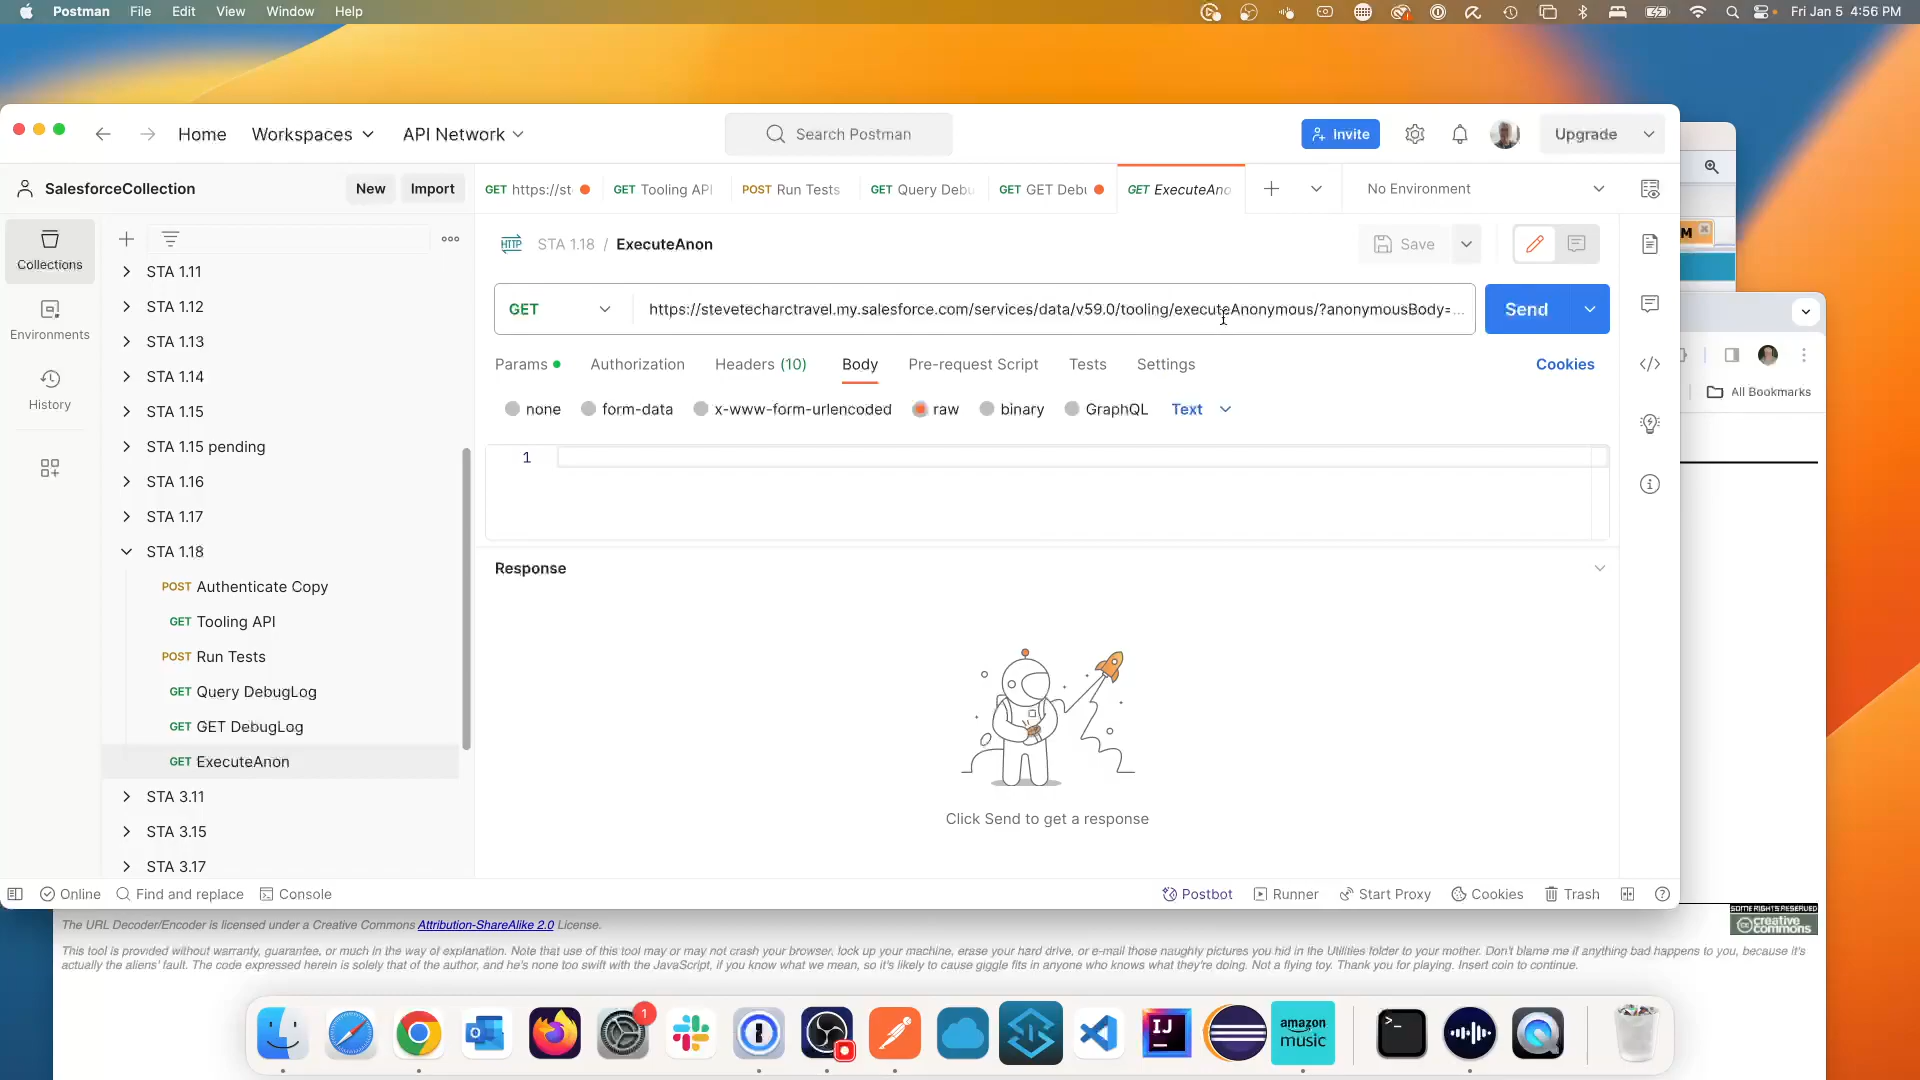 Postman File Edit View Window Help
Fri Jan 5 4:56 PM
Home Workspaces API Network
Search Postman
Invite
Upgrade
SalesforceCollection
New Import
GET https://st
GET Tooling API
POST Run Tests
GET Query Debu
GET GET Debu
GET ExecuteAno
No Environment
Collections
Environments
History
STA 1.11
STA 1.12
STA 1.13
STA 1.14
STA 1.15
STA 1.15 pending
STA 1.16
STA 1.17
STA 1.18
POST Authenticate Copy
GET Tooling API
POST Run Tests
GET Query DebugLog
GET GET DebugLog
GET ExecuteAnon
STA 3.11
STA 3.15
STA 3.17
HTTP STA 1.18 / ExecuteAnon
Save
GET https://stevetecharctravel.my.salesforce.com/services/data/v59.0/tooling/executeAnonymous/?anonymousBody=...
Send
Params Authorization Headers (10) Body Pre-request Script Tests Settings
Cookies
none form-data x-www-form-urlencoded raw binary GraphQL Text
1
Response
Click Send to get a response
Online Find and replace Console
Postbot Runner Start Proxy Cookies Trash
M
All Bookmarks
The URL Decoder/Encoder is licensed under a Creative Commons Attribution-ShareAlike 2.0 License.
SOME RIGHTS RESERVED
creative commons
This tool is provided without warranty, guarantee, or much in the way of explanation. Note that use of this tool may or may not crash your browser, lock up your machine, erase your hard drive, or e-mail those naughty pictures you hid in the Utilities folder to your mother. Don't blame me if anything bad happens to you, because it's
actually the aliens' fault. The code expressed herein is solely that of the author, and he's none too swift with the JavaScript, if you know what we mean, so it's likely to cause giggle fits in anyone who knows what they're doing. Not a flying toy. Thank you for playing. Insert coin to continue.
1
IJ
amazon music